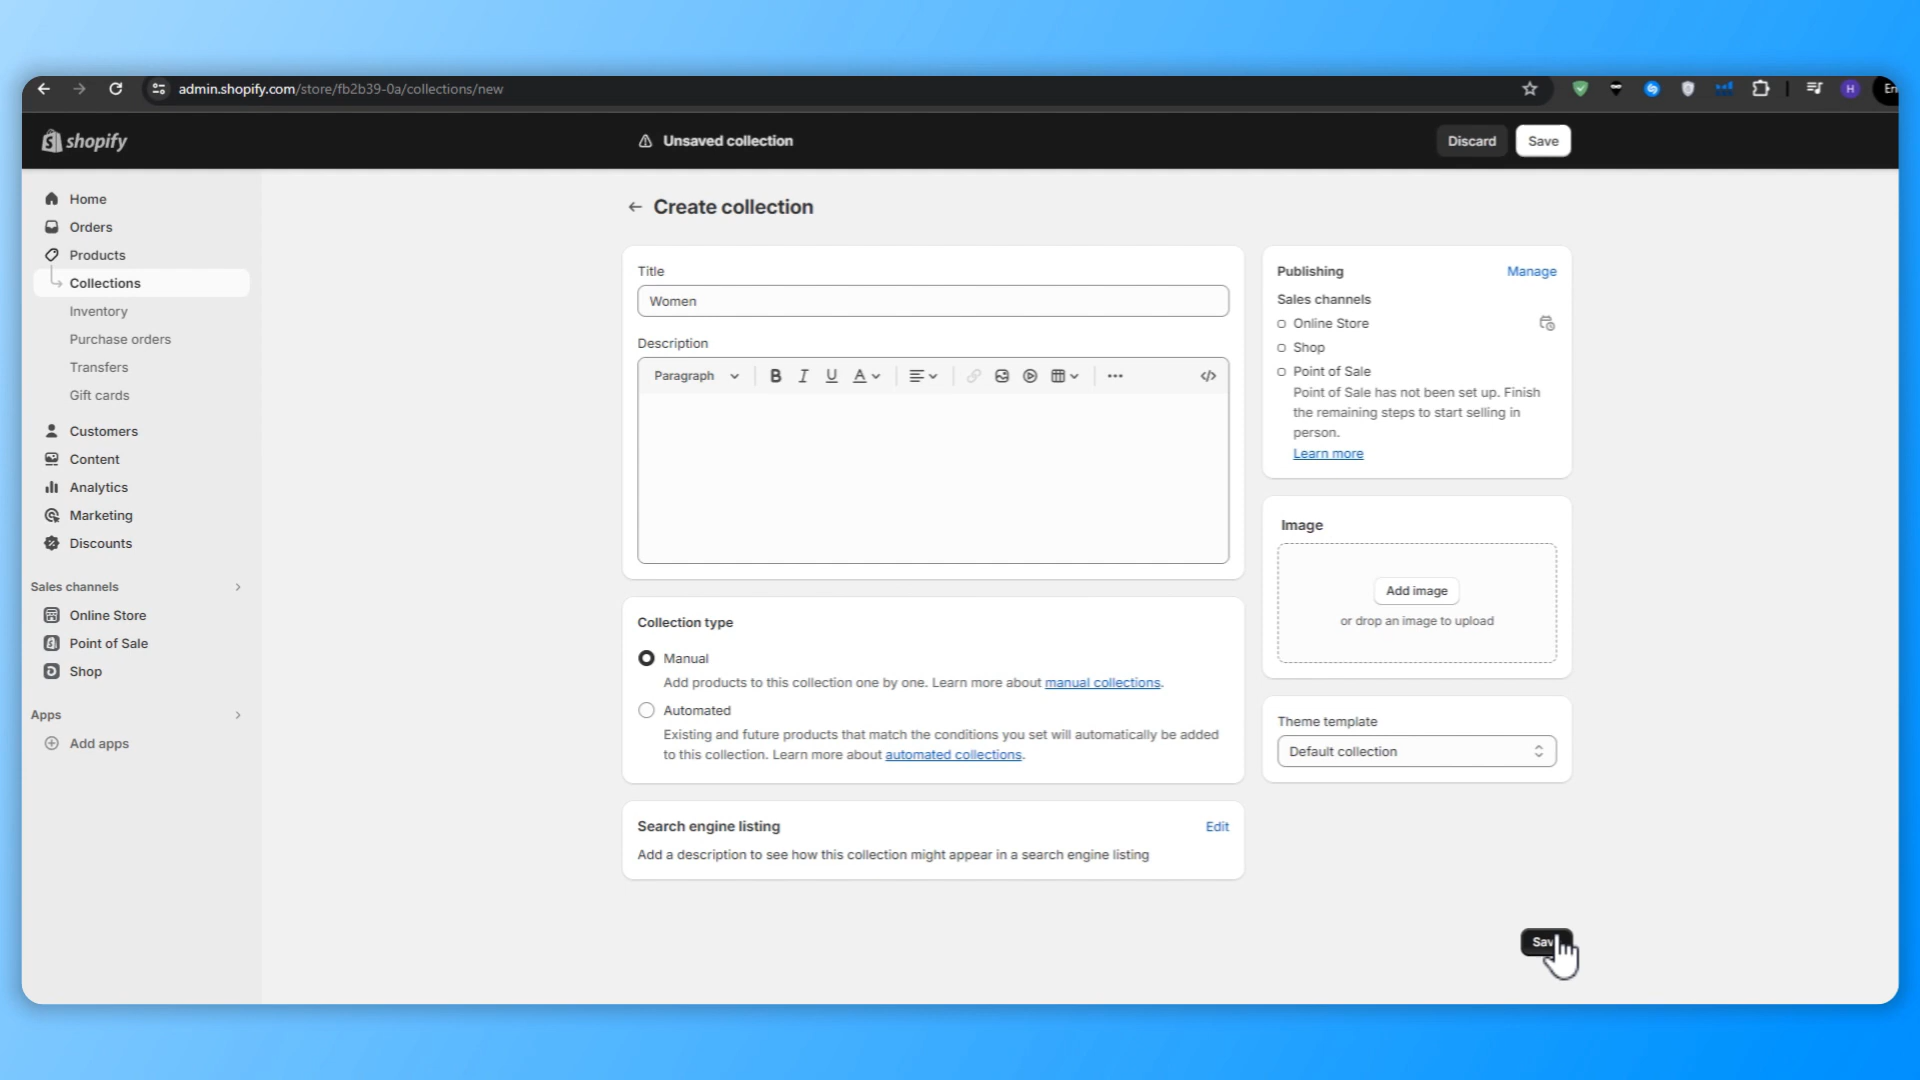 admin.shopify.com/store/fb2b39-0a/collections/new
H
En
shopify
Unsaved collection
Discard
Save
Home
Orders
Products
Collections
Inventory
Purchase orders
Transfers
Gift cards
Customers
Content
Analytics
Marketing
Discounts
Sales channels
Online Store
Point of Sale
Shop
Apps
Add apps
Create collection
Title
Women
Description
Paragraph
B I U A
Collection type
Manual
Add products to this collection one by one. Learn more about manual collections.
Automated
Existing and future products that match the conditions you set will automatically be added
to this collection. Learn more about automated collections.
Search engine listing
Edit
Add a description to see how this collection might appear in a search engine listing
Publishing
Manage
Sales channels
Online Store
Shop
Point of Sale
Point of Sale has not been set up. Finish
the remaining steps to start selling in
person.
Learn more
Image
Add image
or drop an image to upload
Theme template
Default collection
Sav